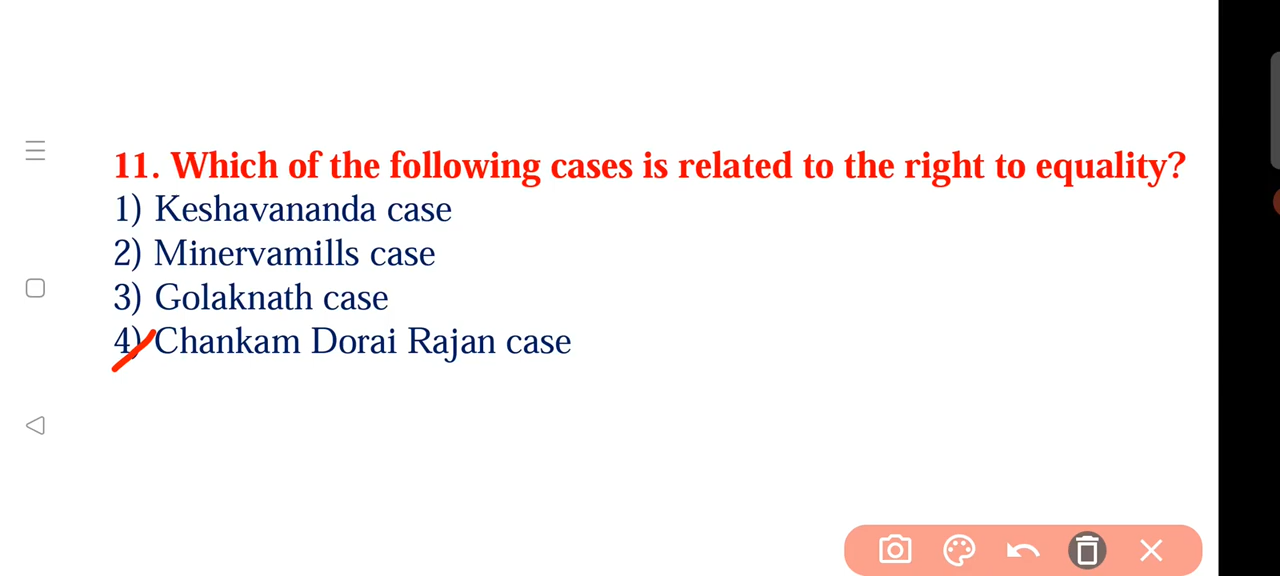 11. Which of the following cases is related to the right to equality?
1) Keshavananda case
2) Minervamills case
3) Golaknath case
4) Chankam Dorai Rajan case